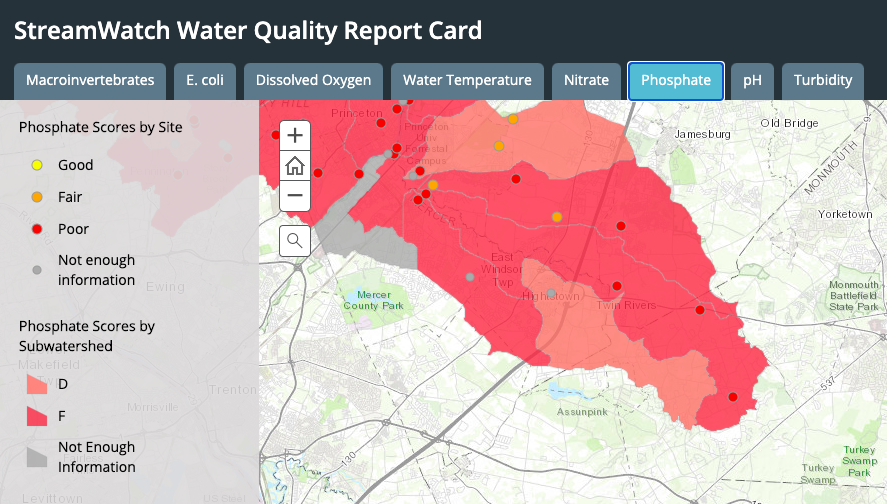 StreamWatch Water Quality Report Card
Macroinvertebrates
E. coli
Dissolved Oxygen
Water Temperature
Nitrate
Phosphate
pH
Turbidity
Phosphate Scores by Site
Good
Fair
Poor
Not enough
information
Phosphate Scores by
Subwatershed
D
F
Not Enough
Information
+
−
Princeton
Princeton
Univ
Forrestal
Campus
MERCER
East
Windsor
Twp
Hightstown
Twin Rivers
Mercer
County Park
Assunpink
Jamesburg
Old Bridge
MONMOUTH
Yorketown
Monmouth
Battlefield
State Park
537
Turkey
Swamp
Turkey
Swamp
Park
130
130
Ewing
Makefield
Trenton
Morrisville
Levittown